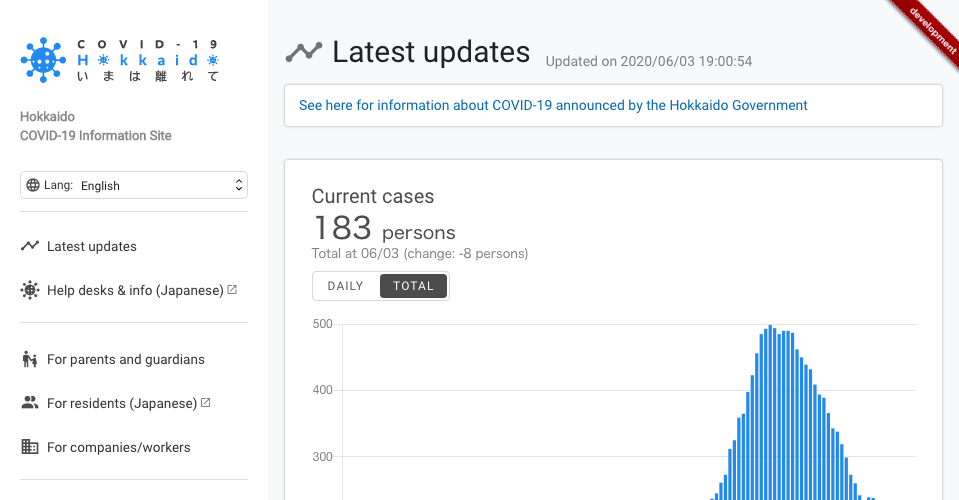 COVID-19
Hokkaido
いまは離れて
Hokkaido
COVID-19 Information Site
Lang: English
Latest updates
Help desks & info (Japanese)
For parents and guardians
For residents (Japanese)
For companies/workers
development
Latest updates Updated on 2020/06/03 19:00:54
See here for information about COVID-19 announced by the Hokkaido Government
Current cases
183 persons
Total at 06/03 (change: -8 persons)
DAILY TOTAL
500
400
300